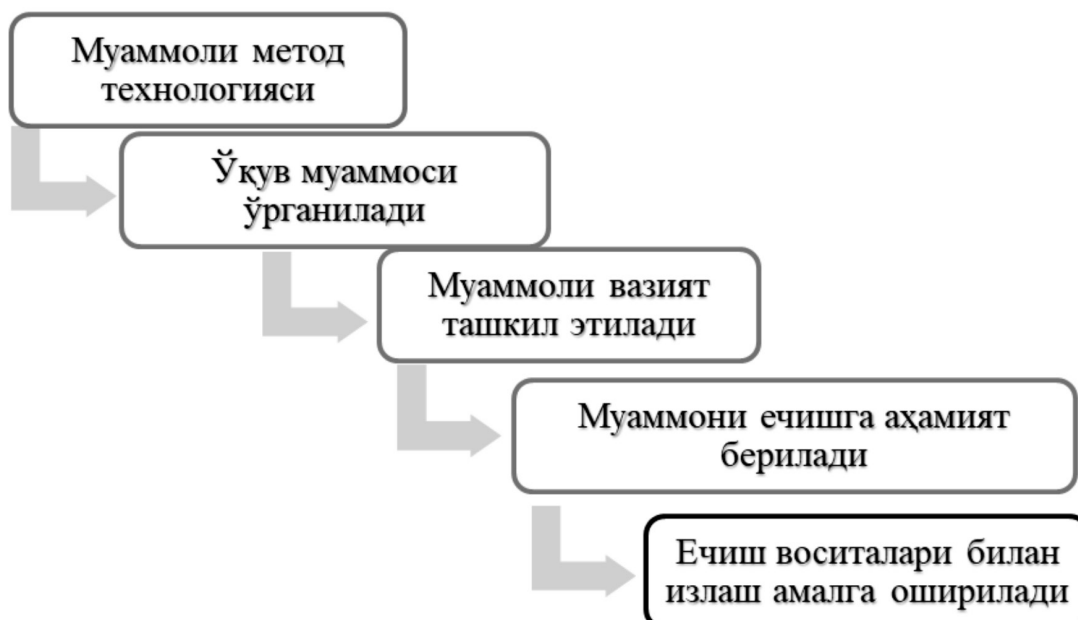 Муаммоли метод
технологияси
Ўқув муаммоси
ўрганилади
Муаммоли вазият
ташкил этилади
Муаммони ечишга аҳамият
берилади
Ечиш воситалари билан
излаш амалга оширилади